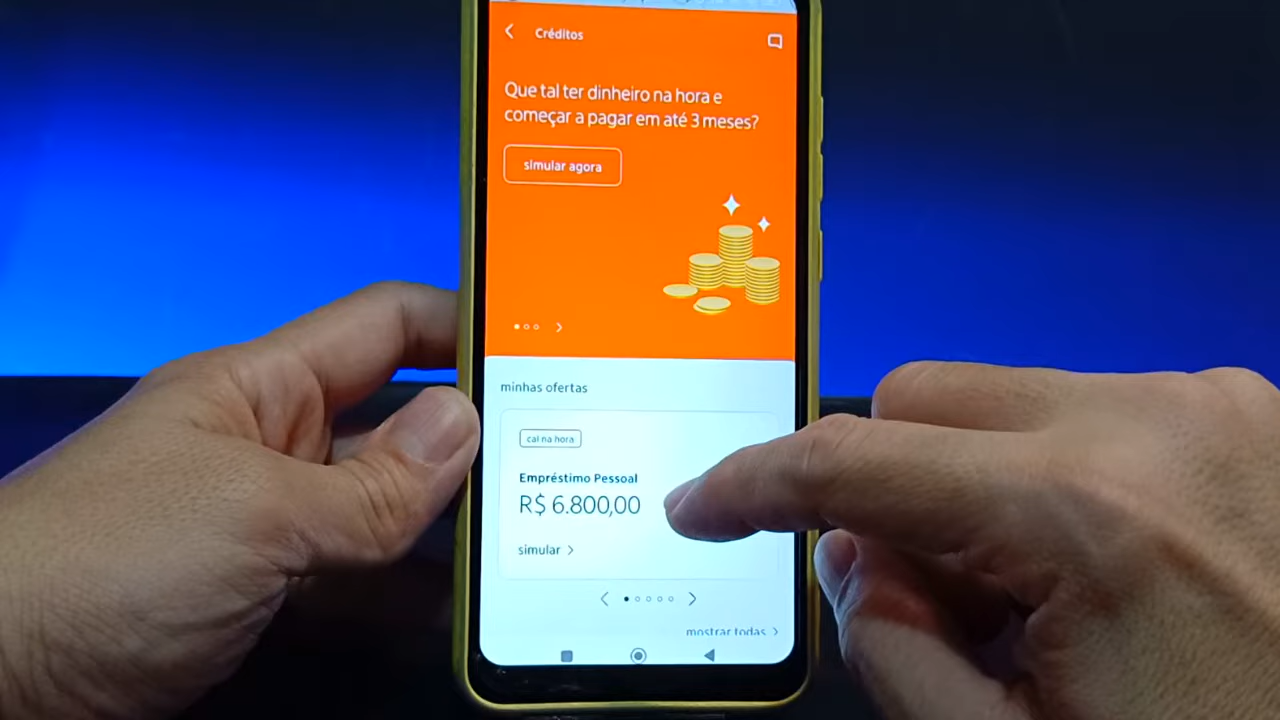 Créditos
Que tal ter dinheiro na hora e
começar a pagar em até 3 meses?
simular agora
minhas ofertas
cai na hora
Empréstimo Pessoal
R$ 6.800,00
simular
mostrar todas